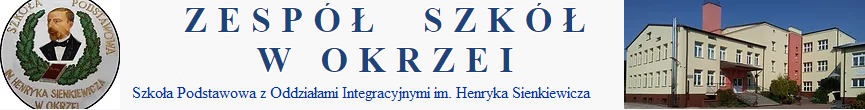 SZKOŁA PODSTAWOWA
IM. HENRYKA SIENKIEWICZA
W OKRZEI
ZESPÓŁ SZKÓŁ
W OKRZEI
Szkoła Podstawowa z Oddziałami Integracyjnymi im. Henryka Sienkiewicza